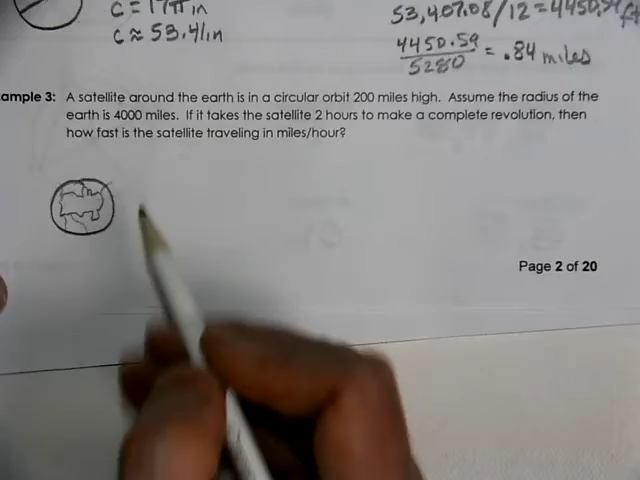 c = 17π in
c ≈ 53.41in
53,407.08/12 = 4450.59 ft
4450.59
5280
= .84 miles
ample 3: A satellite around the earth is in a circular orbit 200 miles high. Assume the radius of the
earth is 4000 miles. If it takes the satellite 2 hours to make a complete revolution, then
how fast is the satellite traveling in miles/hour?
Page 2 of 20